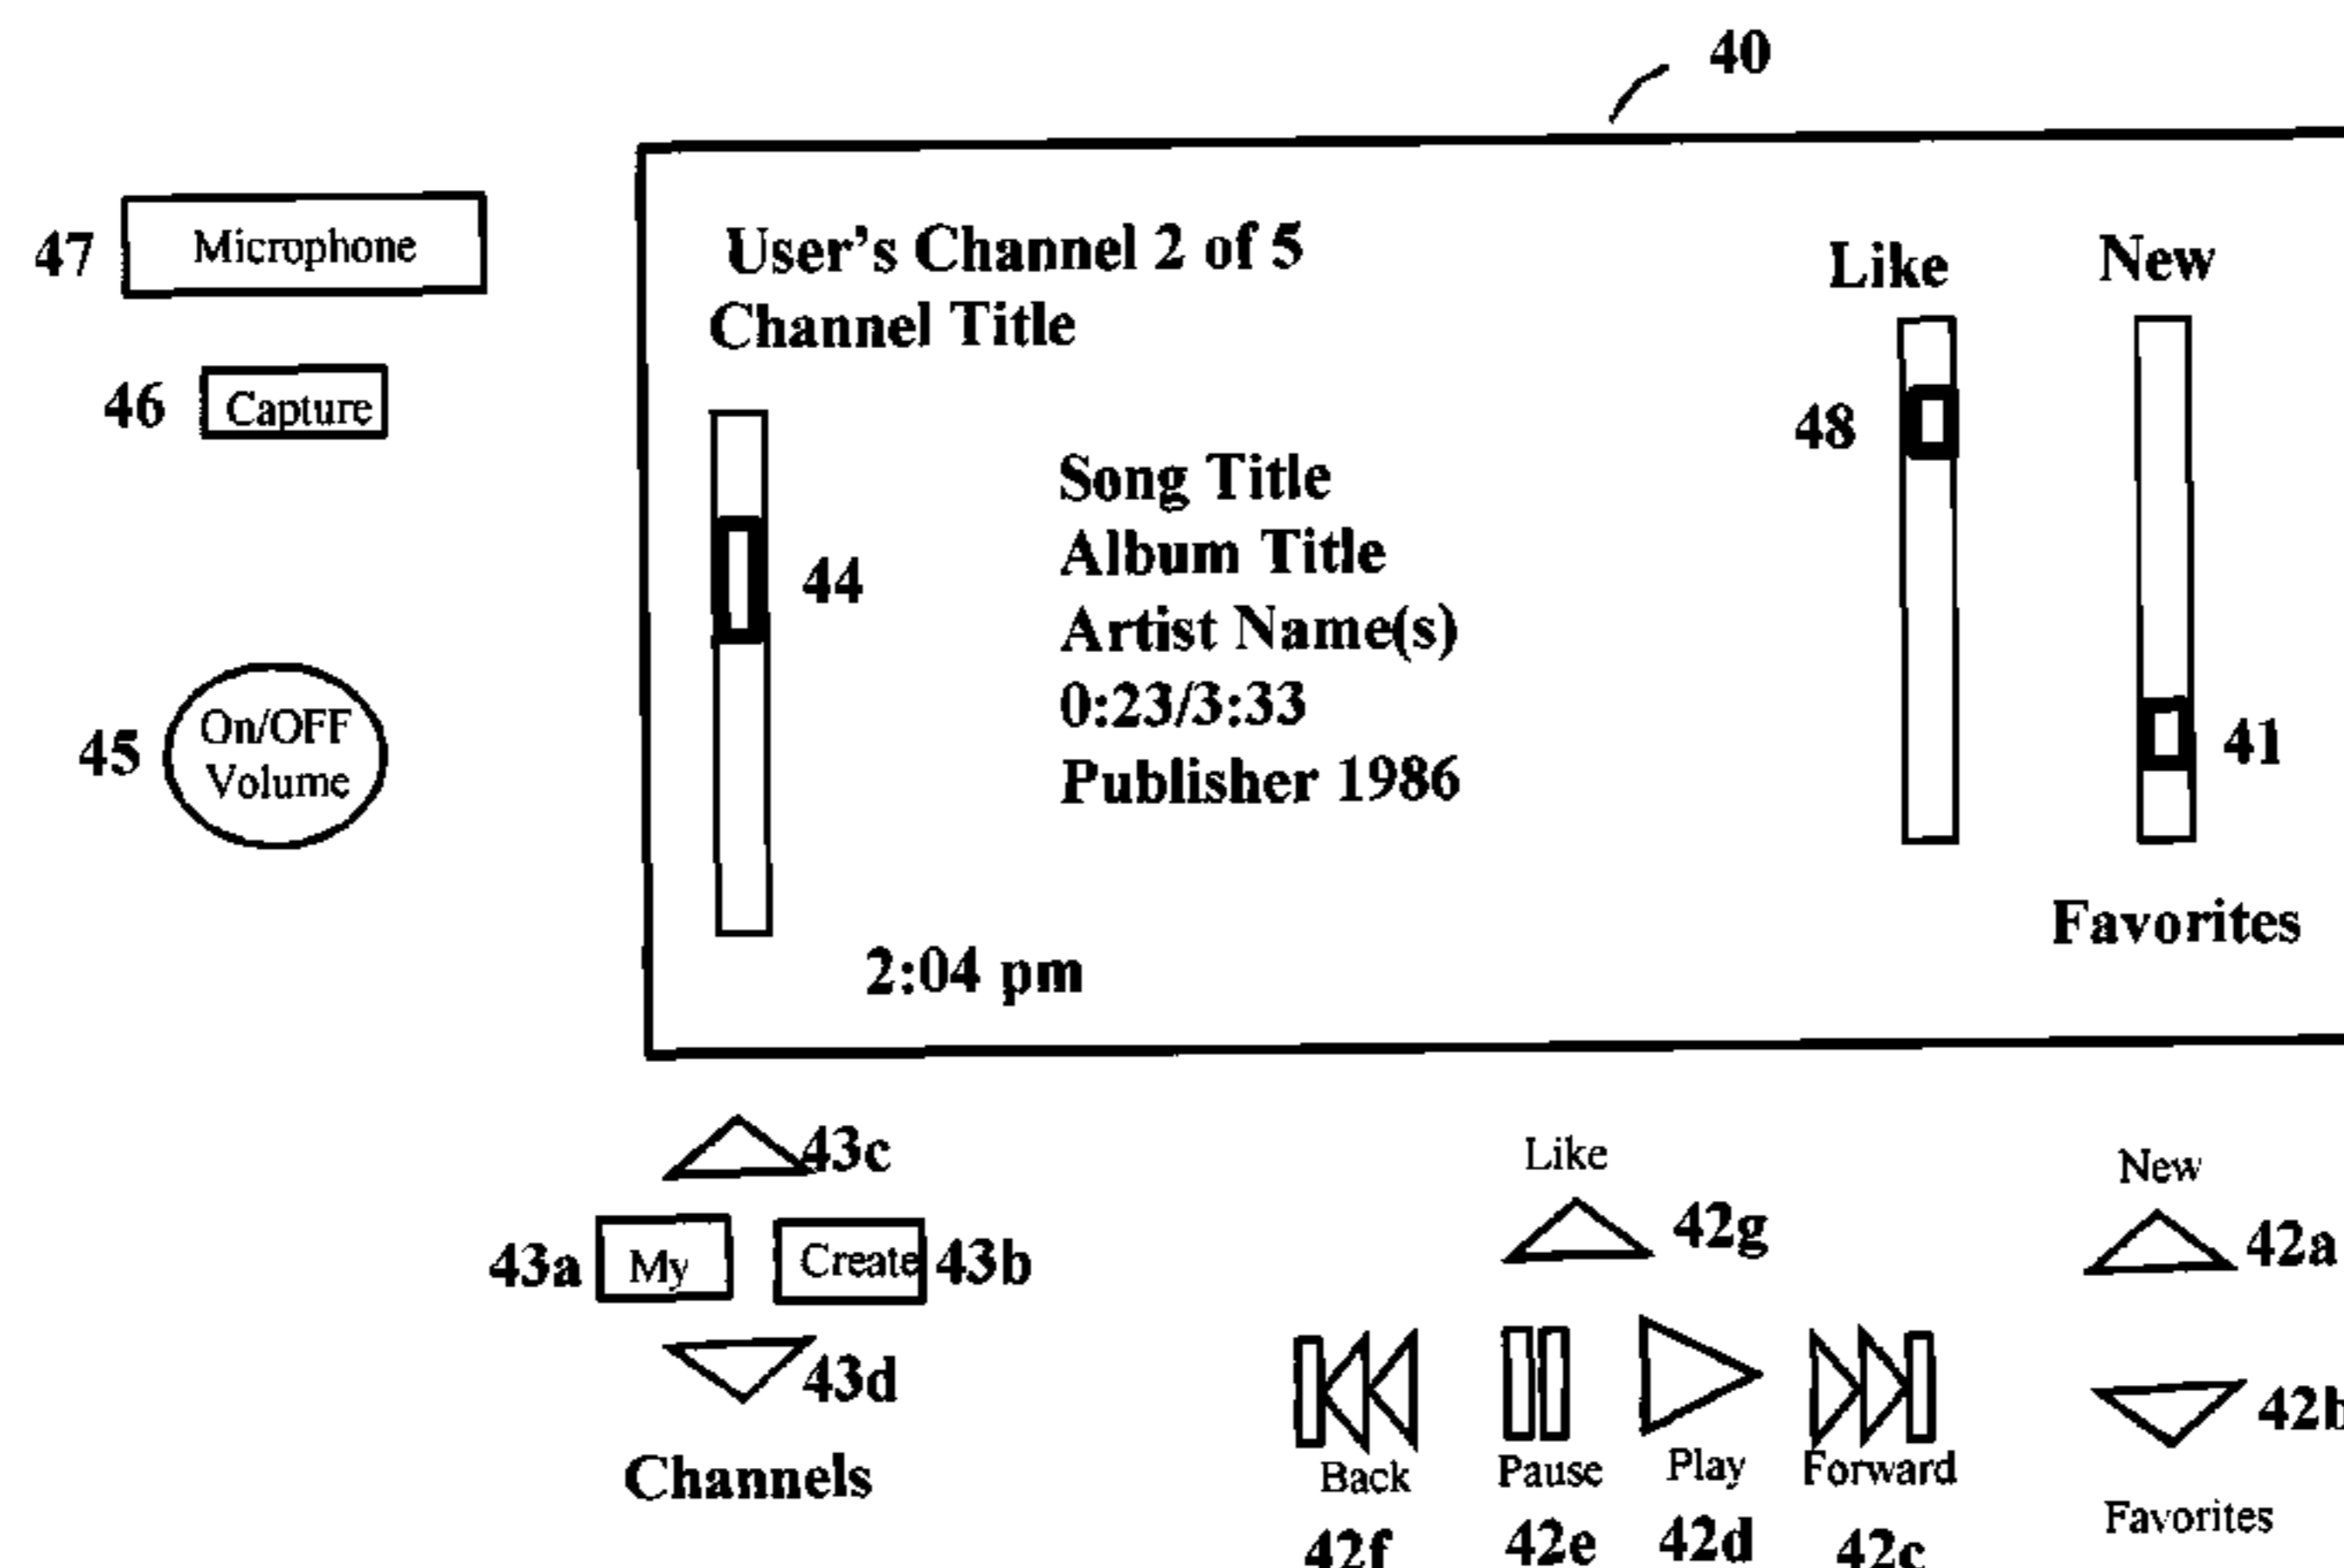 40
47 Microphone
User's Channel 2 of 5
Like New
Channel Title
46 Capture
48
Song Title
44 Album Title
Artist Name(s)
45 On/OFF
Volume
0:23/3:33
41
Publisher 1986
Favorites
2:04 pm
43c
Like
New
42g
42a
43a My Create 43b
43d
42b
Channels
Back Pause Play Forward
Favorites
42f 42e 42d 42c